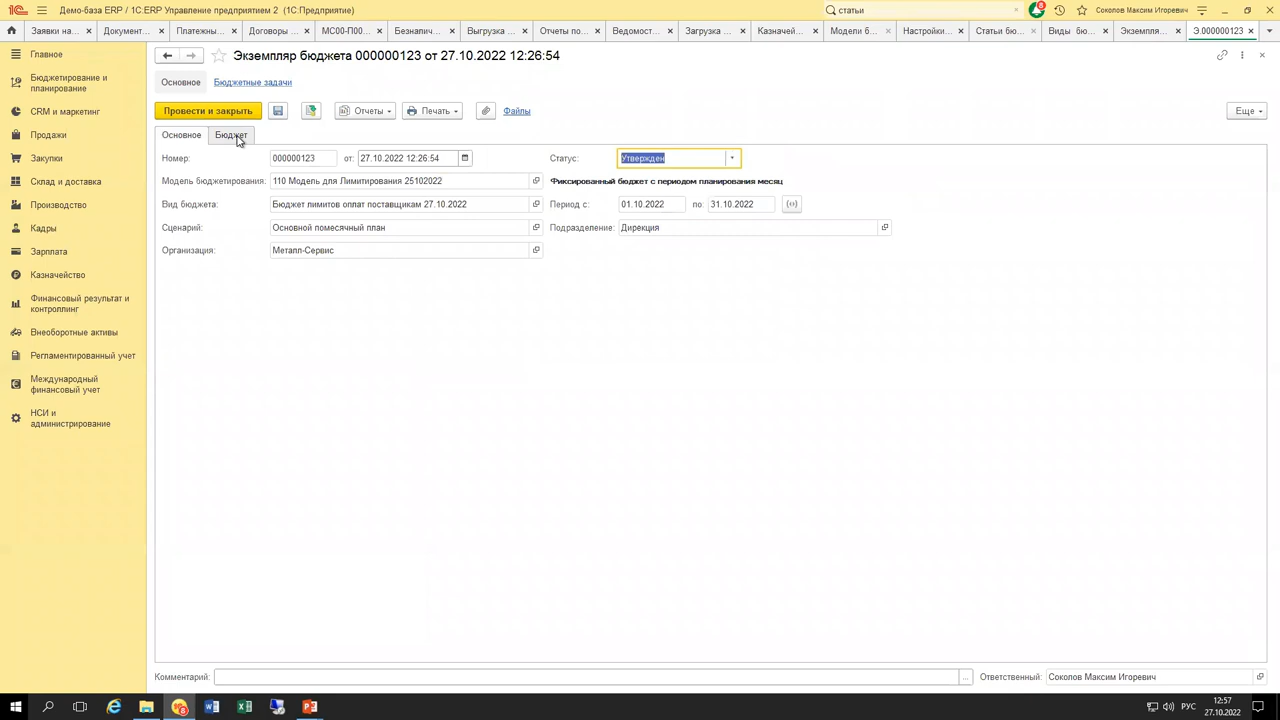 Демо-база ERP / 1С:ERP Управление предприятием 2 (1С:Предприятие)
статьи
8
Соколов Максим Игоревич
Заявки на... Документ... Платежны... Договоры ... МС00-П00... Безналич... Выгрузка ... Отчеты по... Ведомост... Загрузка ... Казначей... Модели б... Настройки... Статьи бю... Виды бю... Экземпля... Э.000000123
Главное
Бюджетирование и
планирование
CRM и маркетинг
Продажи
Закупки
Склад и доставка
Производство
Кадры
Зарплата
Казначейство
Финансовый результат и
контроллинг
Внеоборотные активы
Регламентированный учет
Международный
финансовый учет
НСИ и
администрирование
Экземпляр бюджета 000000123 от 27.10.2022 12:26:54
Основное Бюджетные задачи
Провести и закрыть Отчеты Печать Файлы Еще
Основное Бюджет
Номер: 000000123 от: 27.10.2022 12:26:54 Статус: Утвержден
Модель бюджетирования: 110 Модель для Лимитирования 25102022 Фиксированный бюджет с периодом планирования месяц
Вид бюджета: Бюджет лимитов оплат поставщикам 27.10.2022 Период с: 01.10.2022 по: 31.10.2022
Сценарий: Основной помесячный план Подразделение: Дирекция
Организация: Металл-Сервис
Комментарий: ... Ответственный: Соколов Максим Игоревич
РУС
12:57
27.10.2022